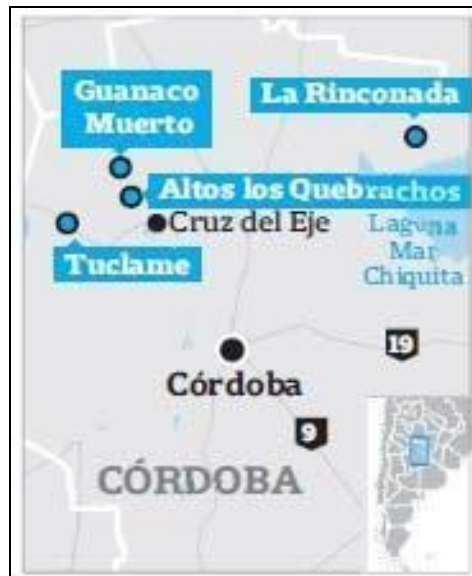 Guanaco
Muerto
La Rinconada
Altos los Quebrachos
Cruz del Eje
Laguna
Mar
Chiquita
Tuclame
19
Córdoba
9
CÓRDOBA